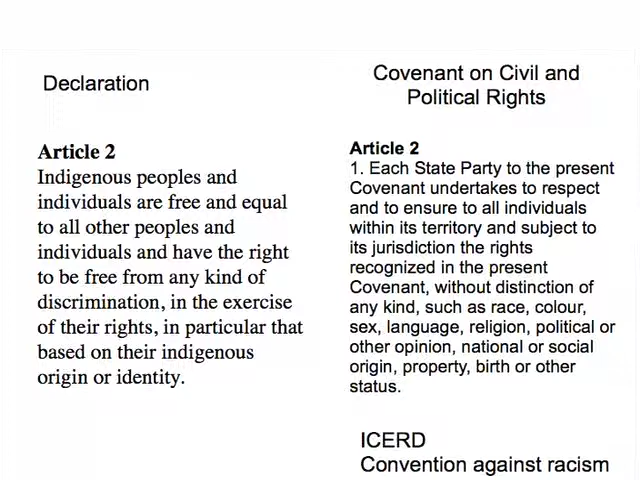 Declaration
Article 2
Indigenous peoples and
individuals are free and equal
to all other peoples and
individuals and have the right
to be free from any kind of
discrimination, in the exercise
of their rights, in particular that
based on their indigenous
origin or identity.
Covenant on Civil and
Political Rights
Article 2
1. Each State Party to the present
Covenant undertakes to respect
and to ensure to all individuals
within its territory and subject to
its jurisdiction the rights
recognized in the present
Covenant, without distinction of
any kind, such as race, colour,
sex, language, religion, political or
other opinion, national or social
origin, property, birth or other
status.
ICERD
Convention against racism